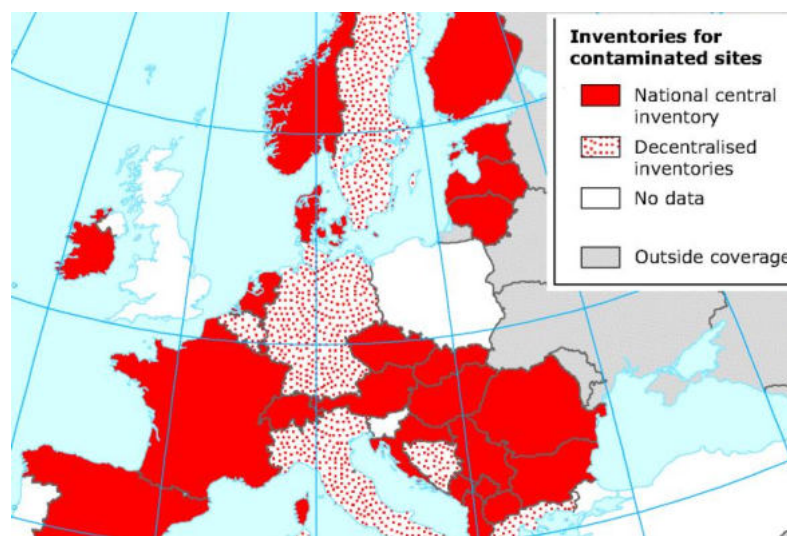 Inventories for
contaminated sites
National central
inventory
Decentralised
inventories
No data
Outside coverage